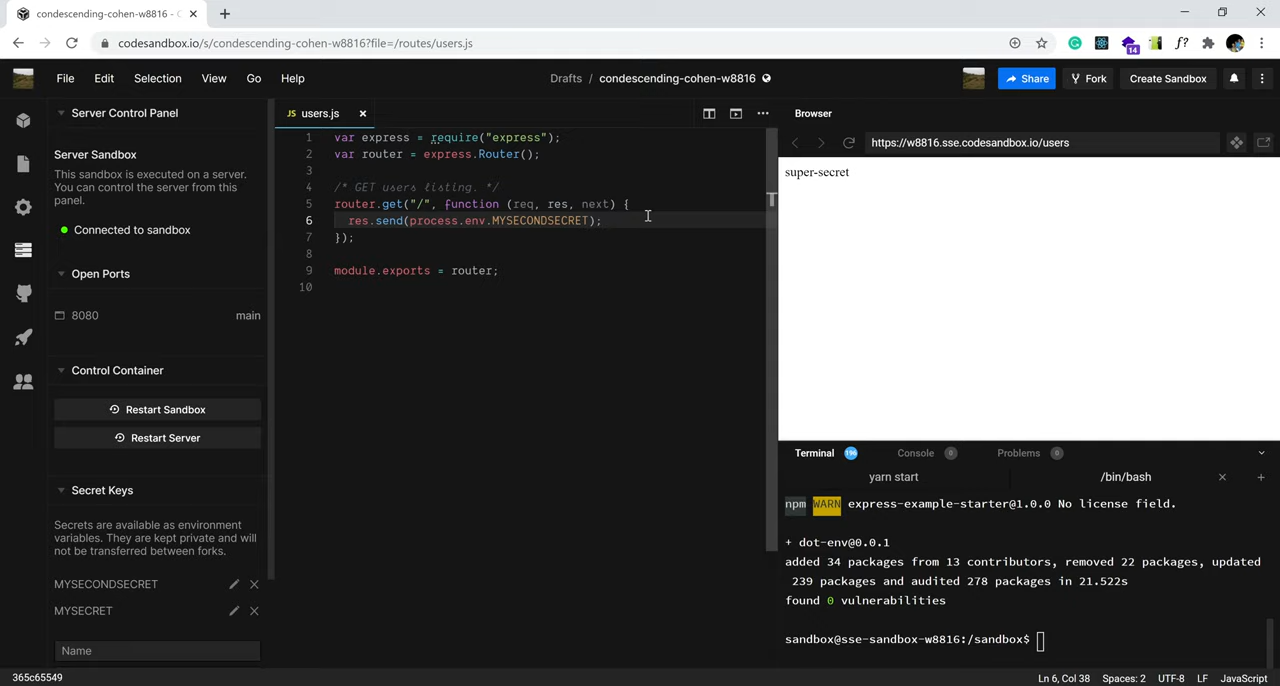 condescending-cohen-w8816 - C
codesandbox.io/s/condescending-cohen-w8816?file=/routes/users.js
14
f?
File Edit Selection View Go Help
Drafts / condescending-cohen-w8816
Share Fork Create Sandbox
Server Control Panel
Server Sandbox
This sandbox is executed on a server.
You can control the server from this
panel.
Connected to sandbox
Open Ports
8080 main
Control Container
Restart Sandbox
Restart Server
Secret Keys
Secrets are available as environment
variables. They are kept private and will
not be transferred between forks.
MYSECONDSECRET
MYSECRET
Name
JS users.js
1 var express = require("express");
2 var router = express.Router();
3
4 /* GET users listing. */
5 router.get("/", function (req, res, next) {
6 res.send(process.env.MYSECONDSECRET);
7 });
8
9 module.exports = router;
10
Browser
https://w8816.sse.codesandbox.io/users
super-secret
Terminal 196 Console 0 Problems 0
yarn start /bin/bash
npm WARN express-example-starter@1.0.0 No license field.
+ dot-env@0.0.1
added 34 packages from 13 contributors, removed 22 packages, updated
239 packages and audited 278 packages in 21.522s
found 0 vulnerabilities
sandbox@sse-sandbox-w8816:/sandbox$
365c65549
Ln 6, Col 38 Spaces: 2 UTF-8 LF JavaScript